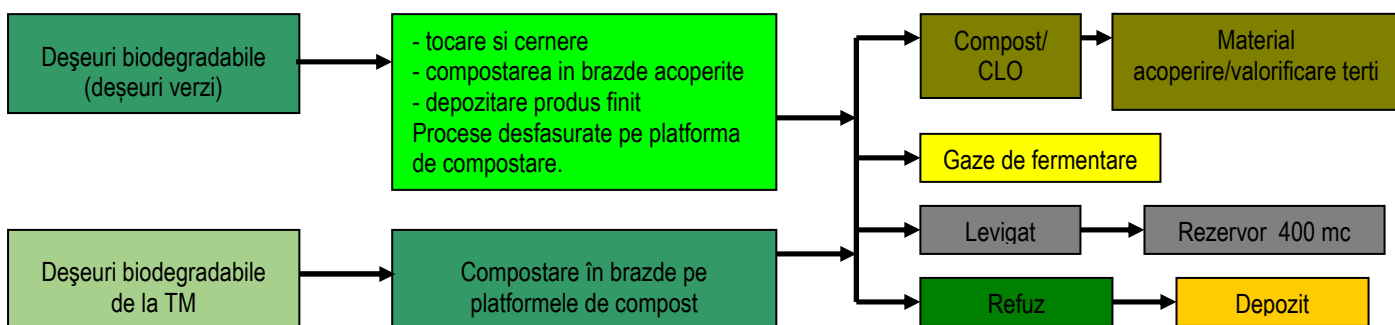 Deşeuri biodegradabile
(deșeuri verzi)
- tocare si cernere
- compostarea in brazde acoperite
- depozitare produs finit
Procese desfasurate pe platforma
de compostare.
Compost/
CLO
Material
acoperire/valorificare terti
Gaze de fermentare
Levigat
Rezervor 400 mc
Deşeuri biodegradabile
de la TM
Compostare în brazde pe
platformele de compost
Refuz
Depozit